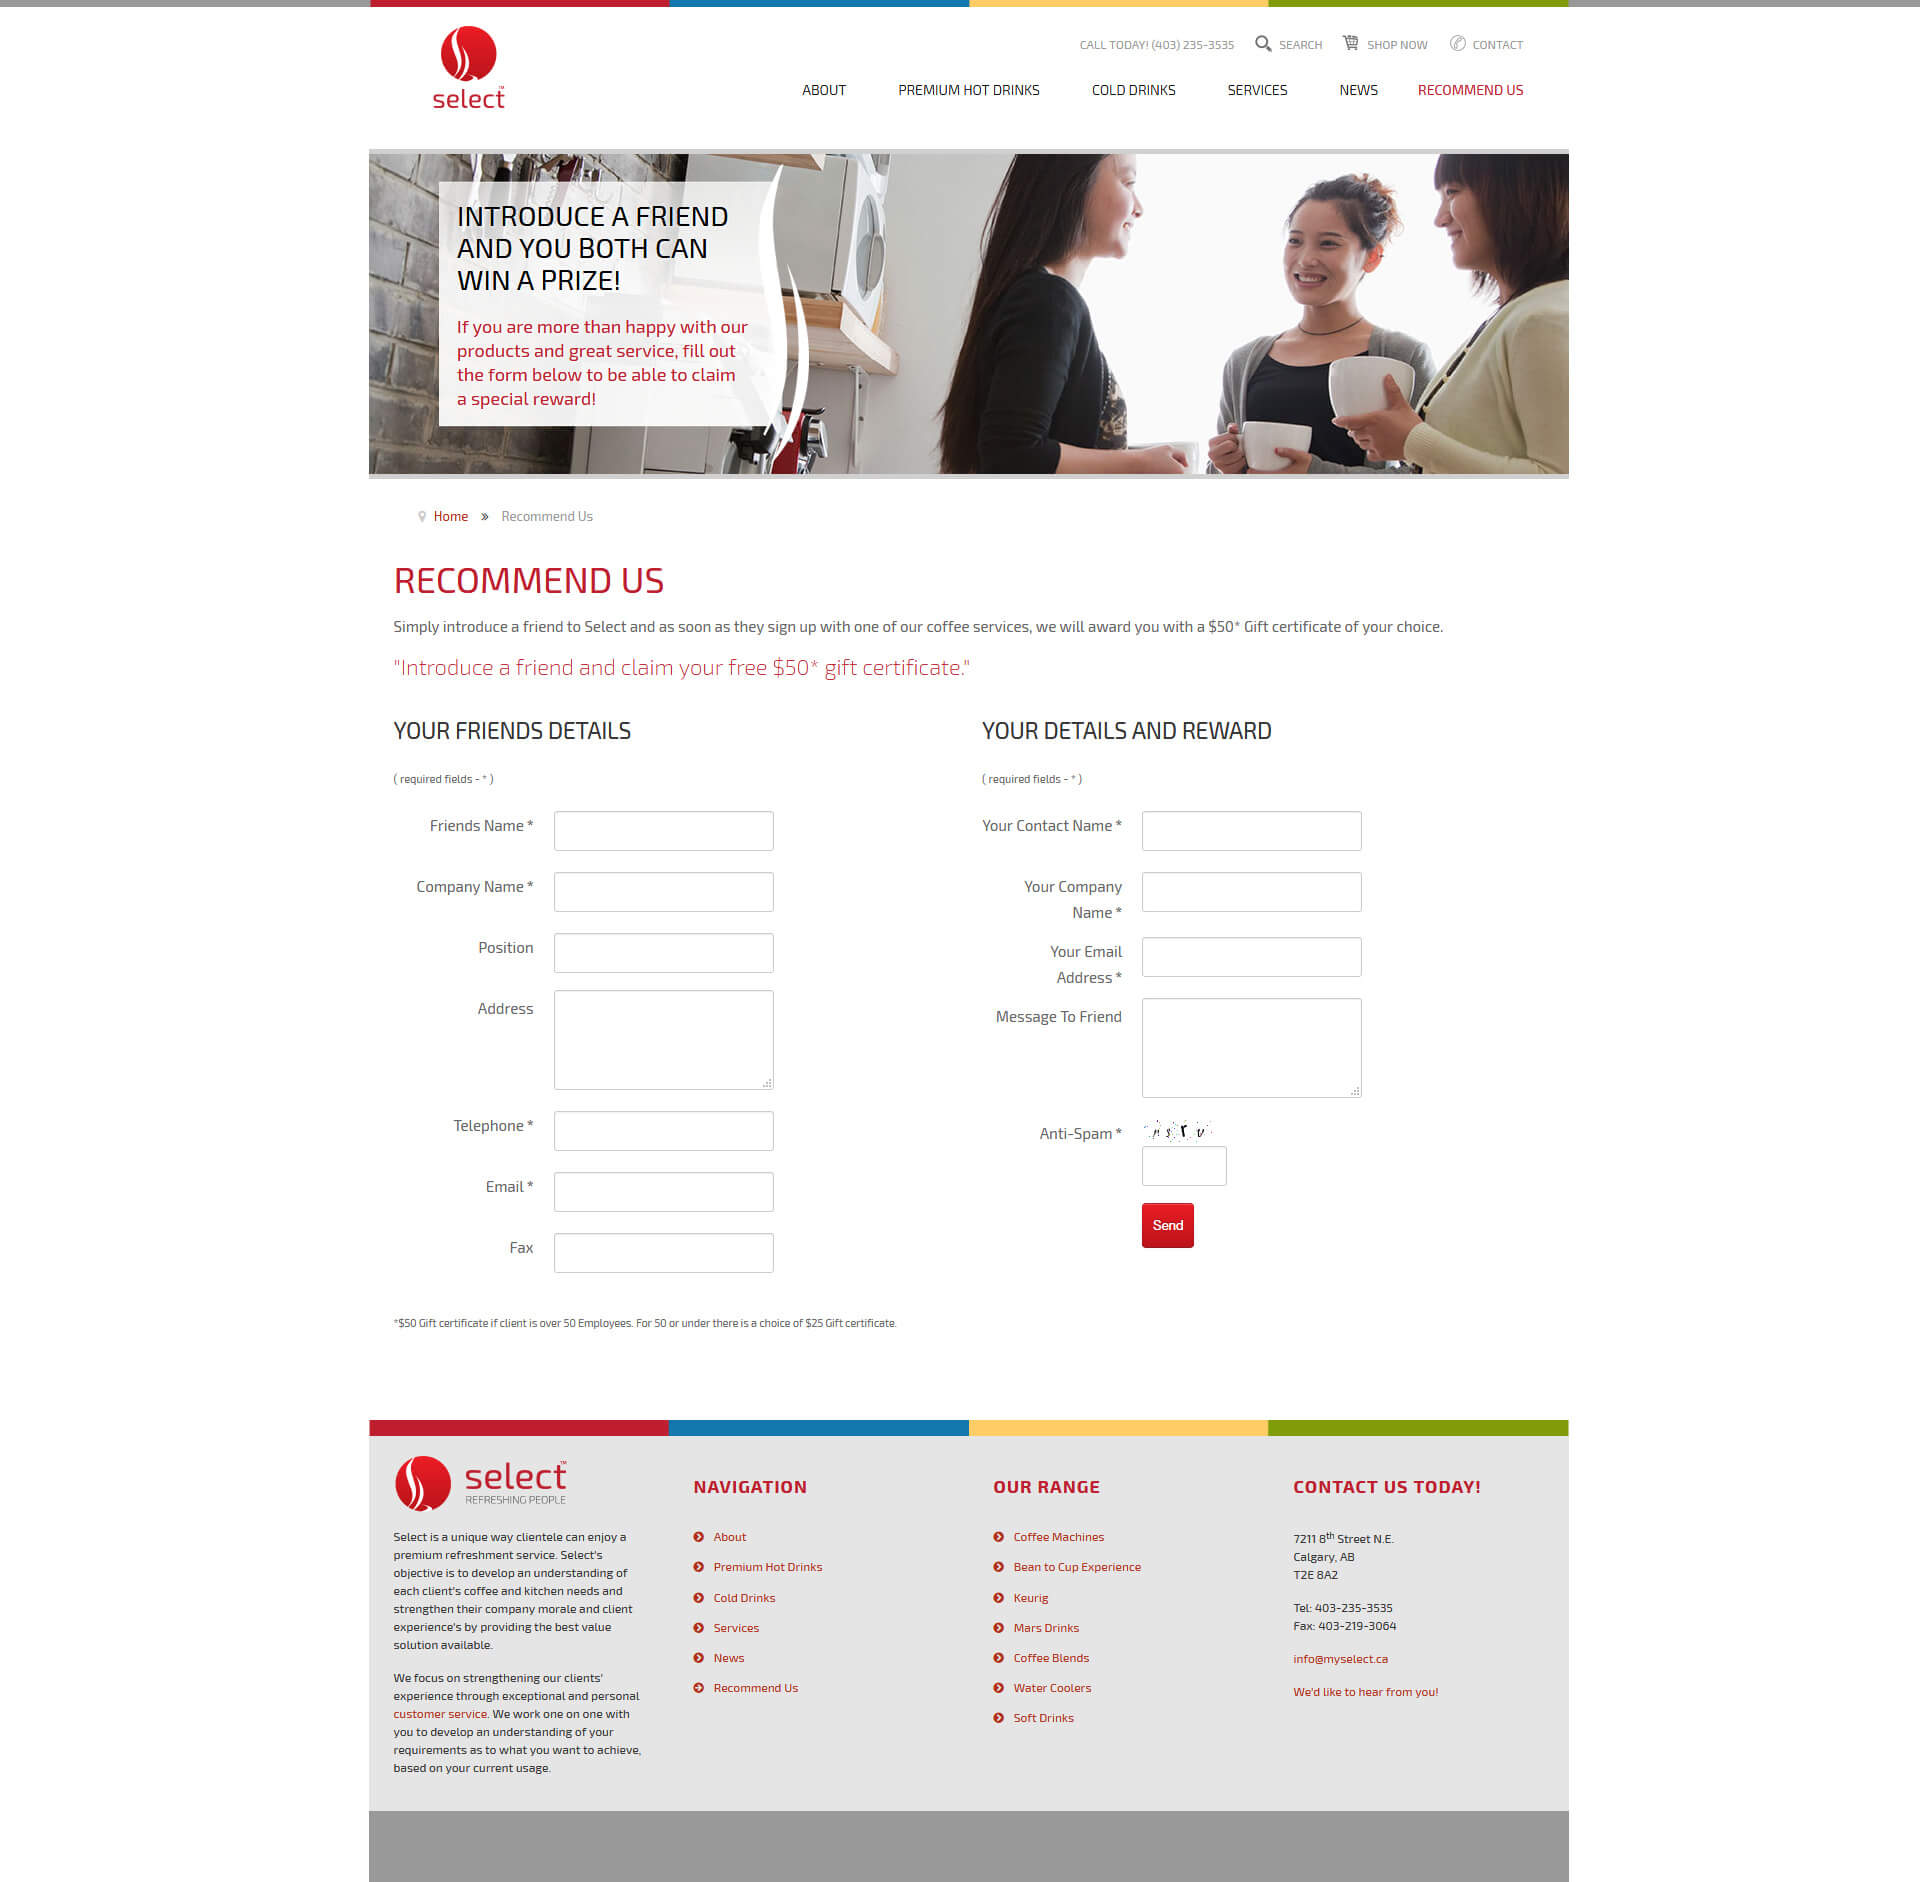 CALL TODAY! (403) 235-3535 SEARCH SHOP NOW CONTACT
select™
ABOUT PREMIUM HOT DRINKS COLD DRINKS SERVICES NEWS RECOMMEND US
INTRODUCE A FRIEND
AND YOU BOTH CAN
WIN A PRIZE!
If you are more than happy with our
products and great service, fill out
the form below to be able to claim
a special reward!
Home » Recommend Us
RECOMMEND US
Simply introduce a friend to Select and as soon as they sign up with one of our coffee services, we will award you with a $50* Gift certificate of your choice.
"Introduce a friend and claim your free $50* gift certificate."
YOUR FRIENDS DETAILS
( required fields - * )
Friends Name *
Company Name *
Position
Address
Telephone *
Email *
Fax
YOUR DETAILS AND REWARD
( required fields - * )
Your Contact Name *
Your Company
Name *
Your Email
Address *
Message To Friend
Anti-Spam *
Send
*$50 Gift certificate if client is over 50 Employees. For 50 or under there is a choice of $25 Gift certificate.
select™
REFRESHING PEOPLE
Select is a unique way clientele can enjoy a
premium refreshment service. Select's
objective is to develop an understanding of
each client's coffee and kitchen needs and
strengthen their company morale and client
experience's by providing the best value
solution available.
We focus on strengthening our clients'
experience through exceptional and personal
customer service. We work one on one with
you to develop an understanding of your
requirements as to what you want to achieve,
based on your current usage.
NAVIGATION
About
Premium Hot Drinks
Cold Drinks
Services
News
Recommend Us
OUR RANGE
Coffee Machines
Bean to Cup Experience
Keurig
Mars Drinks
Coffee Blends
Water Coolers
Soft Drinks
CONTACT US TODAY!
7211 8th Street N.E.
Calgary, AB
T2E 8A2
Tel: 403-235-3535
Fax: 403-219-3064
info@myselect.ca
We'd like to hear from you!